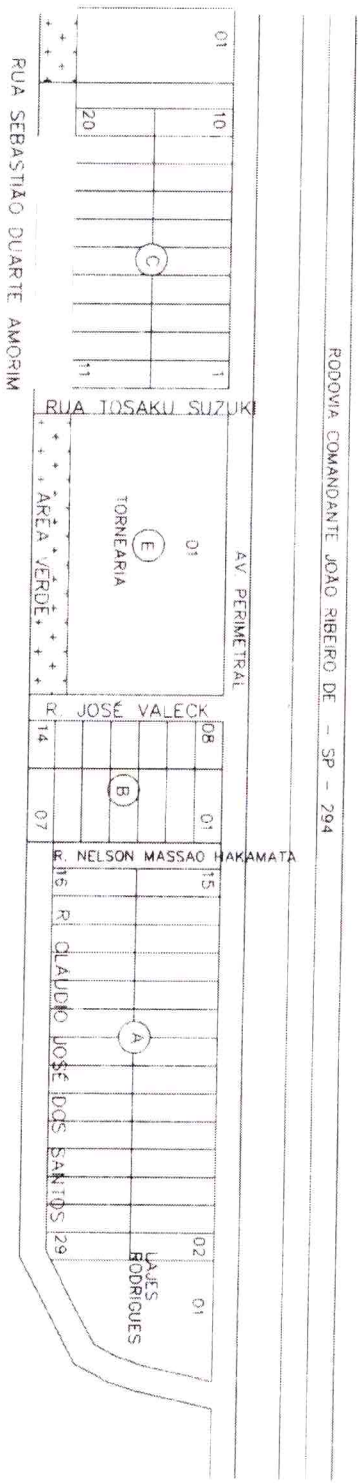 RODOVIA COMANDANTE JOÃO RIBEIRO DE - SP - 294
AV PERIMETRAL
01
10
20
C
1
11
RUA SEBASTIÃO DUARTE AMORIM
RUA TOSAKU SUZUKI
01
E
TORNEARIA
ÁREA VERDE
R. JOSÉ VALECK
08
14
B
01
07
R. NELSON MASSAO HAKAMATA
15
16
A
R. CLÁUDIO JOSÉ DOS SANTOS
29
02
01
LAJES
RODRIGUES